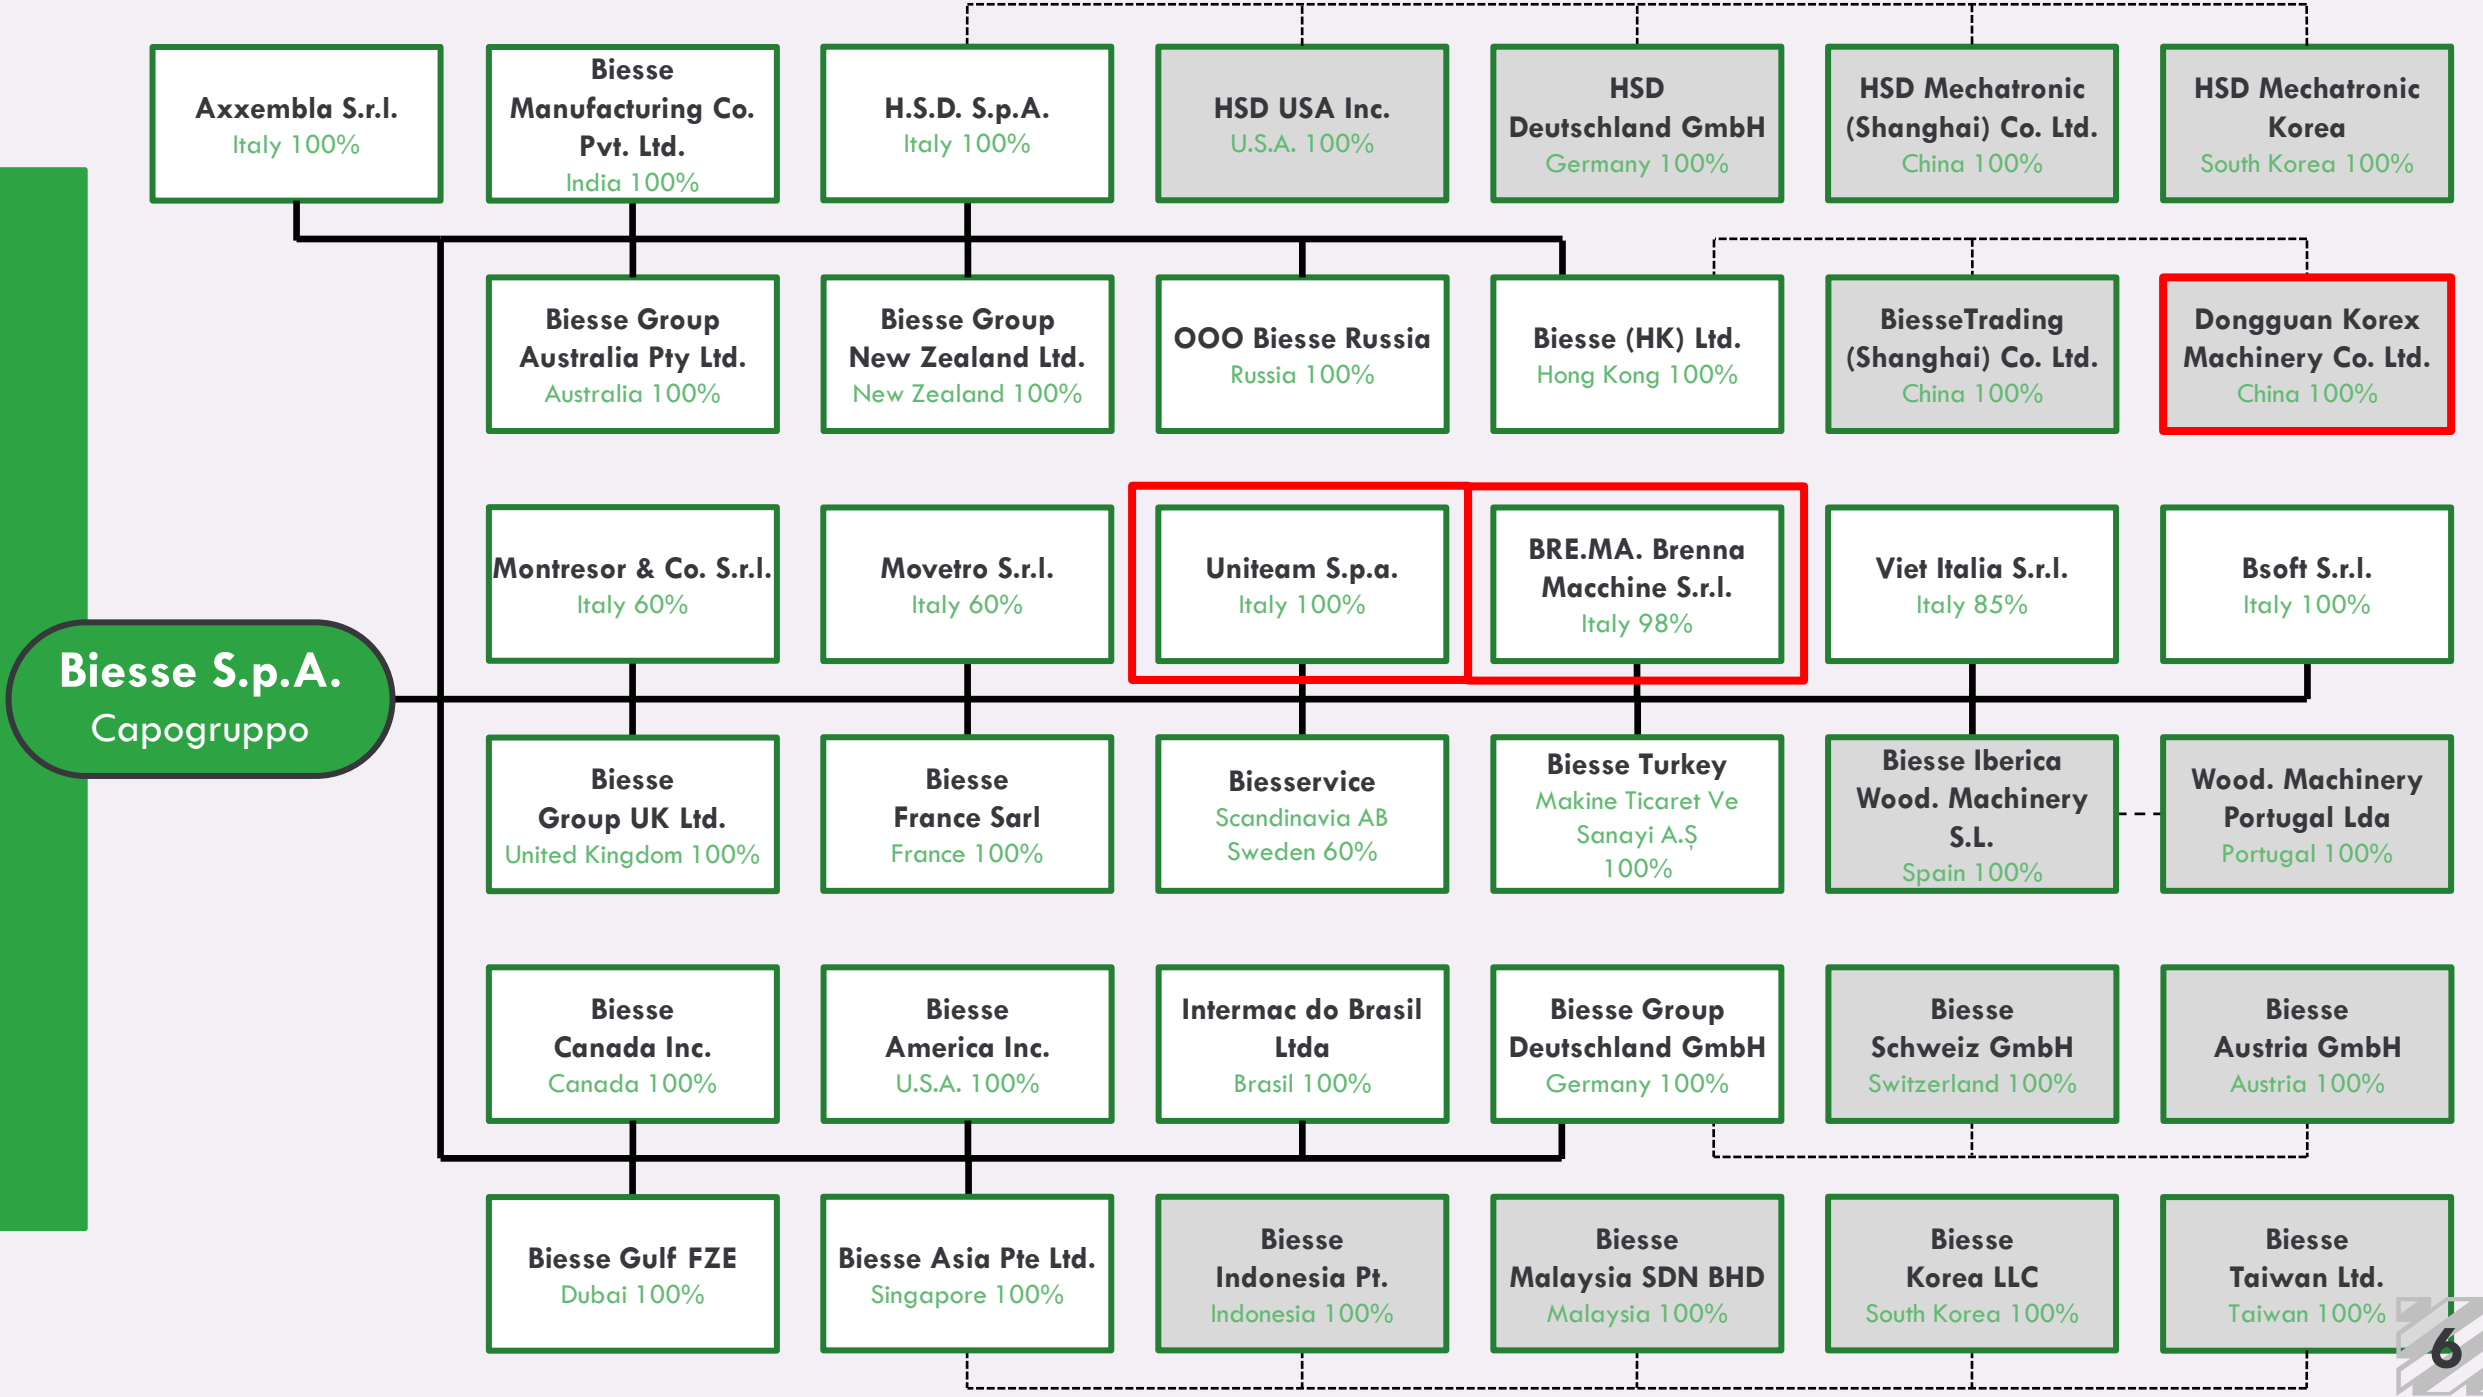 Axxembla S.r.l.
Italy 100%
Biesse
Manufacturing Co.
Pvt. Ltd.
India 100%
H.S.D. S.p.A.
Italy 100%
HSD USA Inc.
U.S.A. 100%
HSD
Deutschland GmbH
Germany 100%
HSD Mechatronic
(Shanghai) Co. Ltd.
China 100%
HSD Mechatronic
Korea
South Korea 100%
Biesse Group
Australia Pty Ltd.
Australia 100%
Biesse Group
New Zealand Ltd.
New Zealand 100%
OOO Biesse Russia
Russia 100%
Biesse (HK) Ltd.
Hong Kong 100%
BiesseTrading
(Shanghai) Co. Ltd.
China 100%
Dongguan Korex
Machinery Co. Ltd.
China 100%
Montresor & Co. S.r.l.
Italy 60%
Movetro S.r.l.
Italy 60%
Uniteam S.p.a.
Italy 100%
BRE.MA. Brenna
Macchine S.r.l.
Italy 98%
Viet Italia S.r.l.
Italy 85%
Bsoft S.r.l.
Italy 100%
Biesse S.p.A.
Capogruppo
Biesse
Group UK Ltd.
United Kingdom 100%
Biesse
France Sarl
France 100%
Biesservice
Scandinavia AB
Sweden 60%
Biesse Turkey
Makine Ticaret Ve
Sanayi A.Ş
100%
Biesse Iberica
Wood. Machinery
S.L.
Spain 100%
Wood. Machinery
Portugal Lda
Portugal 100%
Biesse
Canada Inc.
Canada 100%
Biesse
America Inc.
U.S.A. 100%
Intermac do Brasil
Ltda
Brasil 100%
Biesse Group
Deutschland GmbH
Germany 100%
Biesse
Schweiz GmbH
Switzerland 100%
Biesse
Austria GmbH
Austria 100%
Biesse Gulf FZE
Dubai 100%
Biesse Asia Pte Ltd.
Singapore 100%
Biesse
Indonesia Pt.
Indonesia 100%
Biesse
Malaysia SDN BHD
Malaysia 100%
Biesse
Korea LLC
South Korea 100%
Biesse
Taiwan Ltd.
Taiwan 100%
6